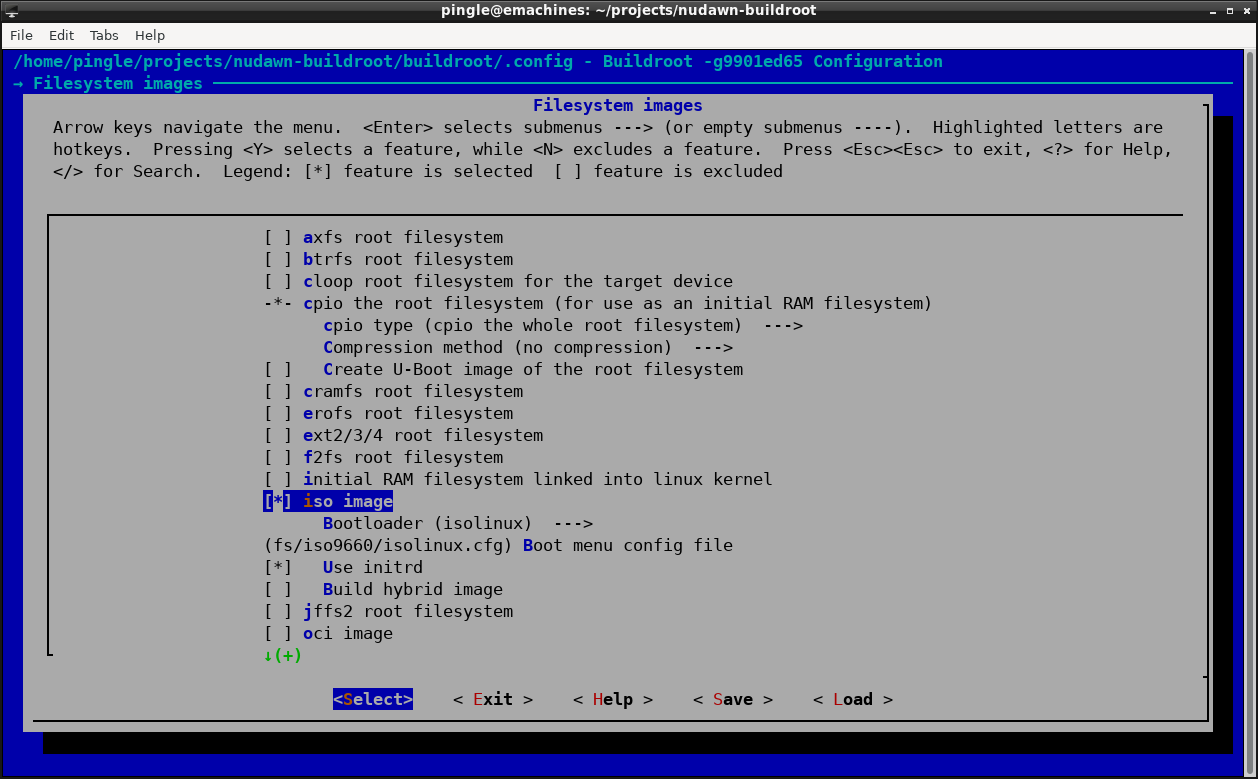 pingle@emachines: ~/projects/nudawn-buildroot
File Edit Tabs Help
/home/pingle/projects/nudawn-buildroot/buildroot/.config - Buildroot -g9901ed65 Configuration
→ Filesystem images
Filesystem images
Arrow keys navigate the menu.  <Enter> selects submenus ---> (or empty submenus ----).  Highlighted letters are
hotkeys.  Pressing <Y> selects a feature, while <N> excludes a feature.  Press <Esc><Esc> to exit, <?> for Help,
</> for Search.  Legend: [*] feature is selected  [ ] feature is excluded
[ ] axfs root filesystem
[ ] btrfs root filesystem
[ ] cloop root filesystem for the target device
-*- cpio the root filesystem (for use as an initial RAM filesystem)
cpio type (cpio the whole root filesystem)  --->
Compression method (no compression)  --->
[ ]   Create U-Boot image of the root filesystem
[ ] cramfs root filesystem
[ ] erofs root filesystem
[ ] ext2/3/4 root filesystem
[ ] f2fs root filesystem
[ ] initial RAM filesystem linked into linux kernel
[*] iso image
Bootloader (isolinux)  --->
(fs/iso9660/isolinux.cfg) Boot menu config file
[*]   Use initrd
[ ]   Build hybrid image
[ ] jffs2 root filesystem
[ ] oci image
↓(+)
<Select>    < Exit >    < Help >    < Save >    < Load >